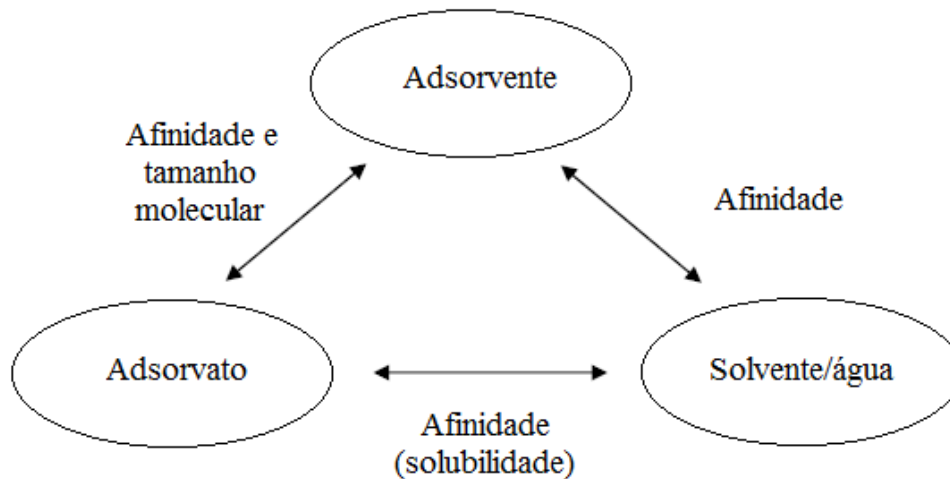 Adsorvente
Afinidade e
tamanho
molecular
Afinidade
Adsorvato
Solvente/água
Afinidade
(solubilidade)